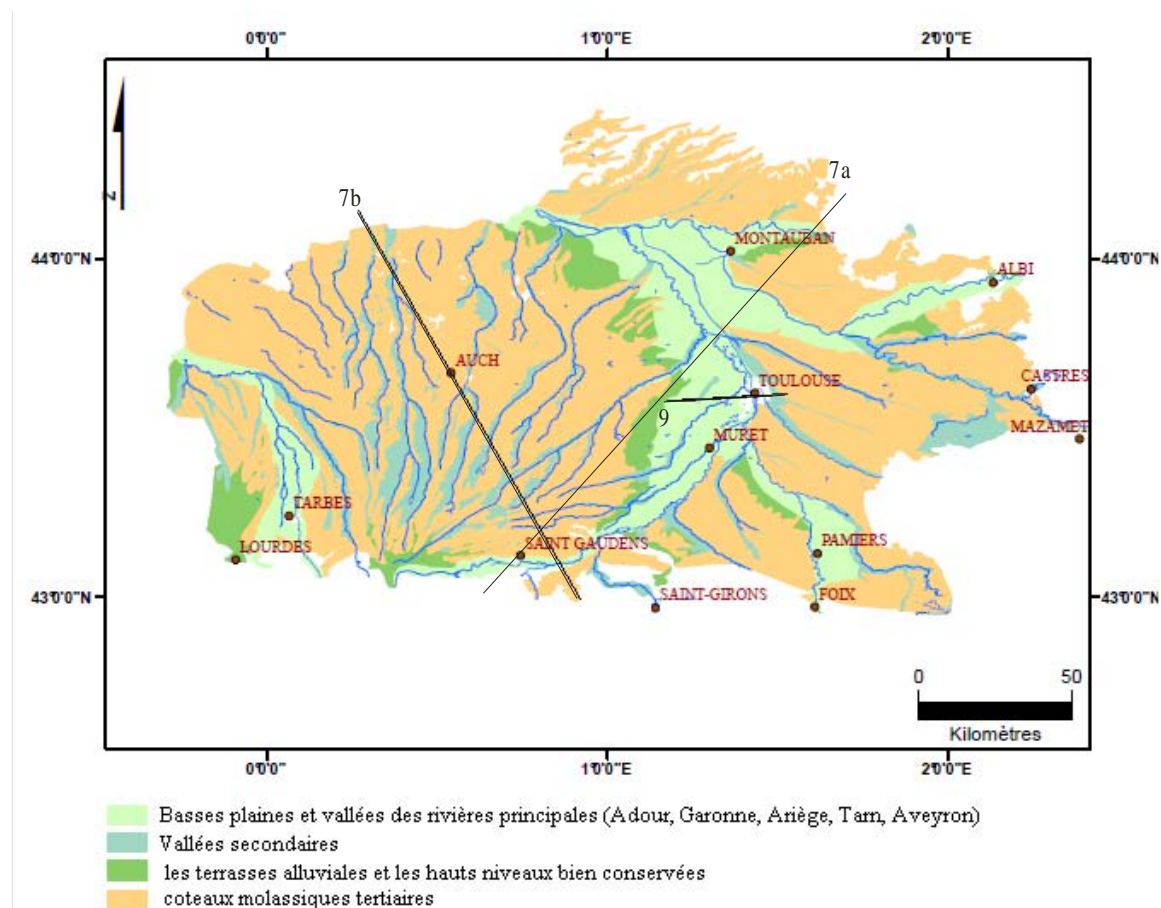 0°0'0" 1°0'0"E 2°0'0"E
7a
7b
N
MONTAUBAN
44°0'0"N 44°0'0"N
ALBI
AUCH
TOULOUSE
CASTRES
9
MAZAMET
MURET
TARBES
LOURDES
SAINT GAUDENS
PAMIERS
43°0'0"N 43°0'0"N
SAINT-GIRONS
FOIX
0 50
Kilomètres
0°0'0" 1°0'0"E 2°0'0"E
Basses plaines et vallées des rivières principales (Adour, Garonne, Ariège, Tarn, Aveyron)
Vallées secondaires
les terrasses alluviales et les hauts niveaux bien conservées
coteaux molassiques tertiaires